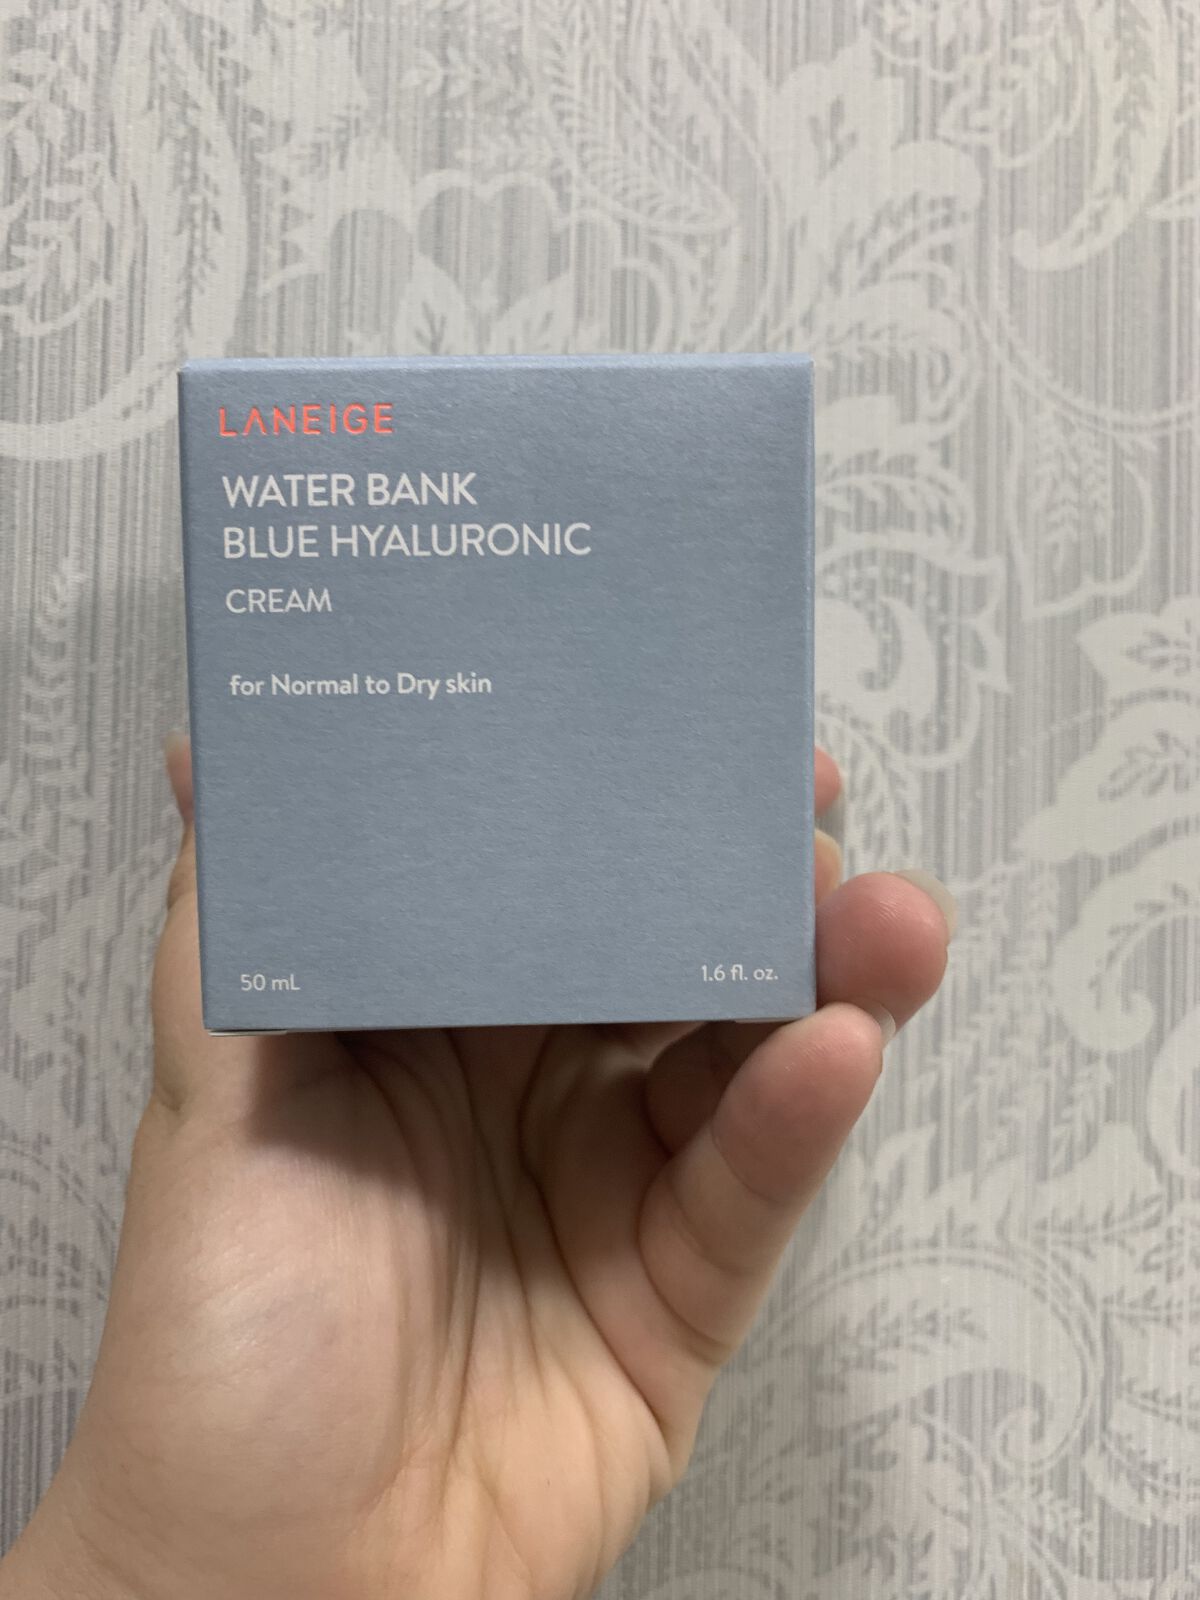 LANEIGE
WATER BANK
BLUE HYALURONIC
CREAM
for Normal to Dry skin
50 mL
1.6 fl. oz.